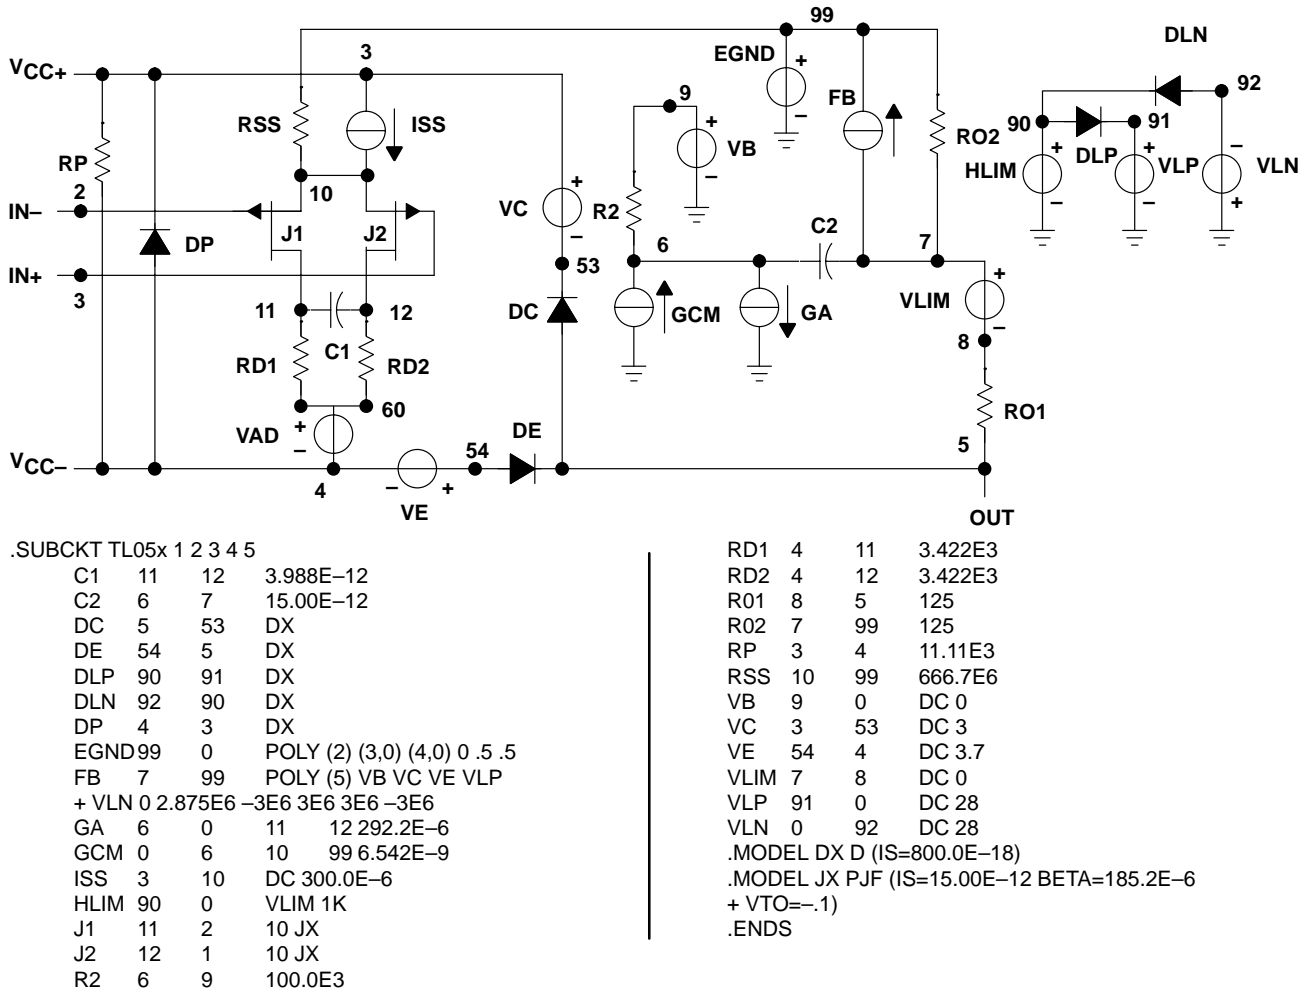 99
DLN
3
EGND
VCC+
92
9
FB
RSS
ISS
90
91
RO2
VB
HLIM
DLP
VLP
VLN
RP
10
2
IN–
VC
R2
C2
J1
J2
DP
6
7
IN+
53
3
VLIM
11
12
DC
GCM
GA
C1
8
RD1
RD2
60
RO1
VAD
DE
5
54
VCC–
4
VE
OUT
.SUBCKT TL05x 1 2 3 4 5
C1 11 12 3.988E–12
C2 6 7 15.00E–12
DC 5 53 DX
DE 54 5 DX
DLP 90 91 DX
DLN 92 90 DX
DP 4 3 DX
EGND 99 0 POLY (2) (3,0) (4,0) 0 .5 .5
FB 7 99 POLY (5) VB VC VE VLP
+ VLN 0 2.875E6 –3E6 3E6 3E6 –3E6
GA 6 0 11 12 292.2E–6
GCM 0 6 10 99 6.542E–9
ISS 3 10 DC 300.0E–6
HLIM 90 0 VLIM 1K
J1 11 2 10 JX
J2 12 1 10 JX
R2 6 9 100.0E3
RD1 4 11 3.422E3
RD2 4 12 3.422E3
R01 8 5 125
R02 7 99 125
RP 3 4 11.11E3
RSS 10 99 666.7E6
VB 9 0 DC 0
VC 3 53 DC 3
VE 54 4 DC 3.7
VLIM 7 8 DC 0
VLP 91 0 DC 28
VLN 0 92 DC 28
.MODEL DX D (IS=800.0E–18)
.MODEL JX PJF (IS=15.00E–12 BETA=185.2E–6
+ VTO=–.1)
.ENDS